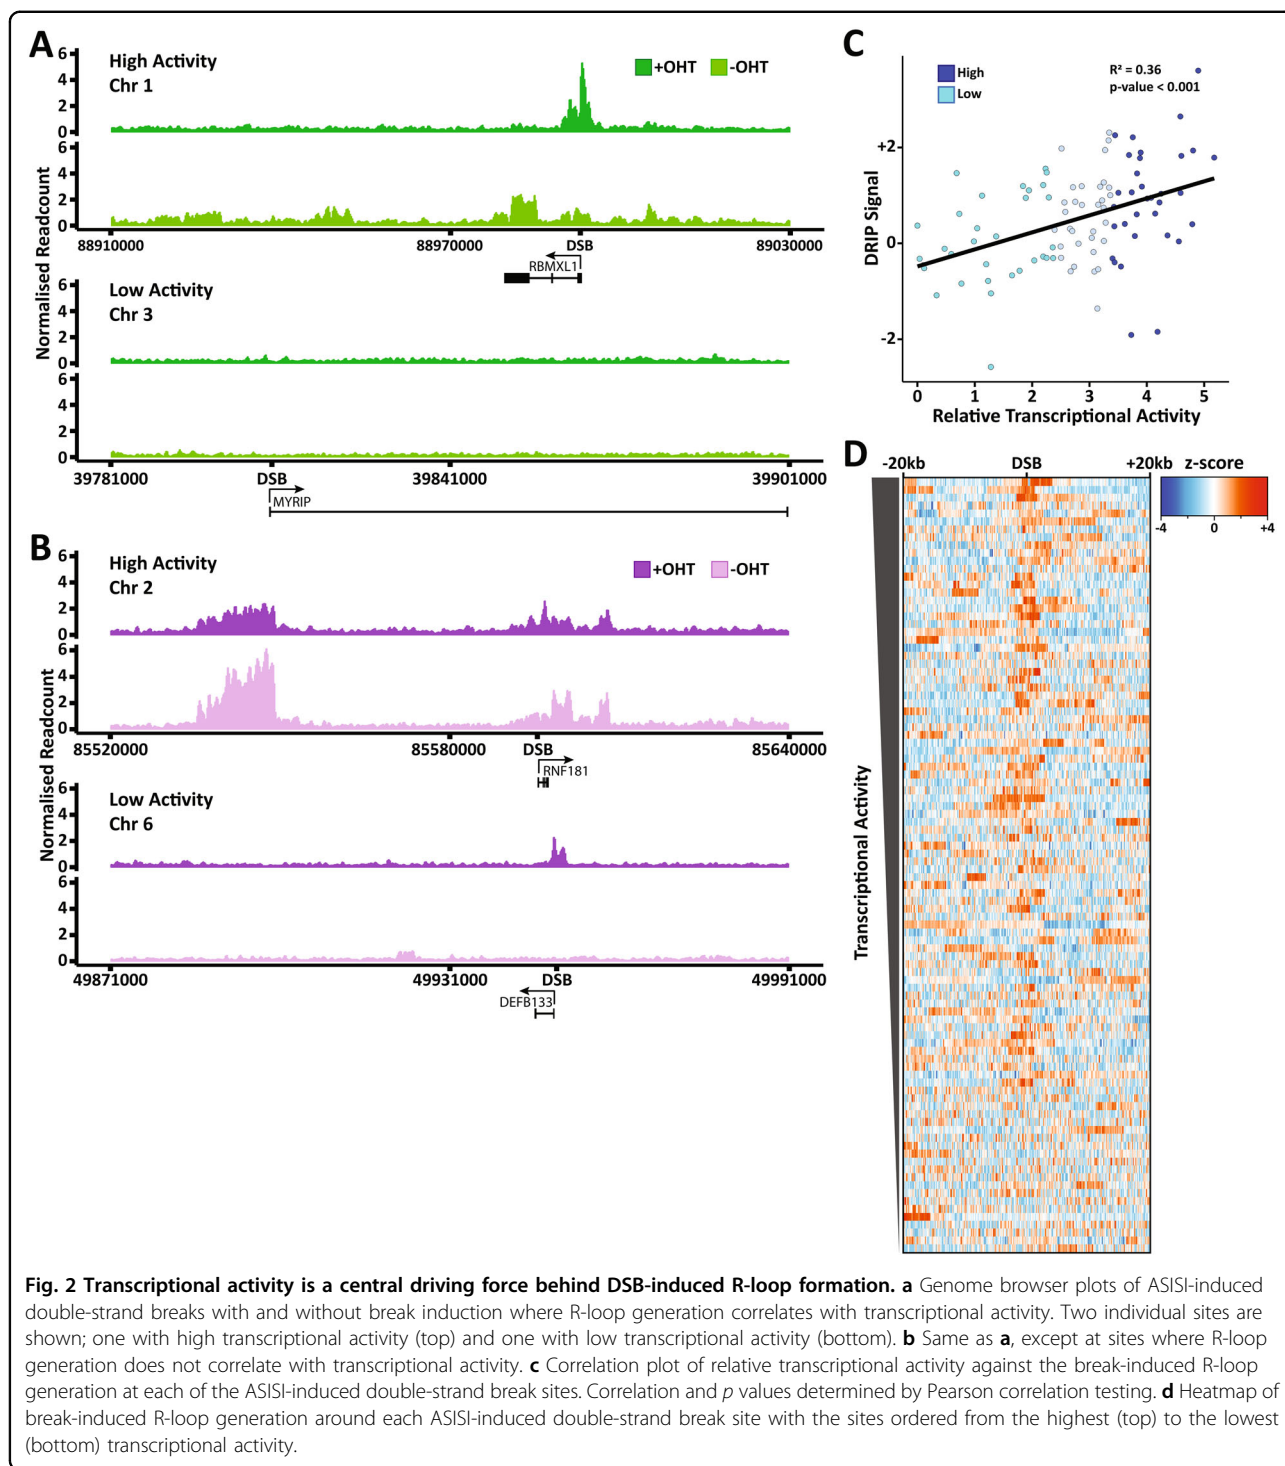 A
High Activity
Chr 1
+OHT
-OHT
6
4
2
0
6
4
2
0
88910000
88970000
DSB
89030000
RBMXL1
Low Activity
Chr 3
6
4
2
0
6
4
2
0
39781000
DSB
39841000
39901000
MYRIP
Normalised Readcount
B
High Activity
Chr 2
+OHT
-OHT
6
4
2
0
6
4
2
0
85520000
85580000
DSB
85640000
RNF181
Low Activity
Chr 6
6
4
2
0
6
4
2
0
49871000
49931000
DSB
49991000
DEFB133
Normalised Readcount
C
High
Low
R² = 0.36
p-value < 0.001
+2
0
-2
DRIP Signal
0 1 2 3 4 5
Relative Transcriptional Activity
D
-20kb
DSB
+20kb
z-score
-4 0 +4
Transcriptional Activity
Fig. 2 Transcriptional activity is a central driving force behind DSB-induced R-loop formation. a Genome browser plots of ASISI-induced
double-strand breaks with and without break induction where R-loop generation correlates with transcriptional activity. Two individual sites are
shown; one with high transcriptional activity (top) and one with low transcriptional activity (bottom). b Same as a, except at sites where R-loop
generation does not correlate with transcriptional activity. c Correlation plot of relative transcriptional activity against the break-induced R-loop
generation at each of the ASISI-induced double-strand break sites. Correlation and p values determined by Pearson correlation testing. d Heatmap of
break-induced R-loop generation around each ASISI-induced double-strand break site with the sites ordered from the highest (top) to the lowest
(bottom) transcriptional activity.